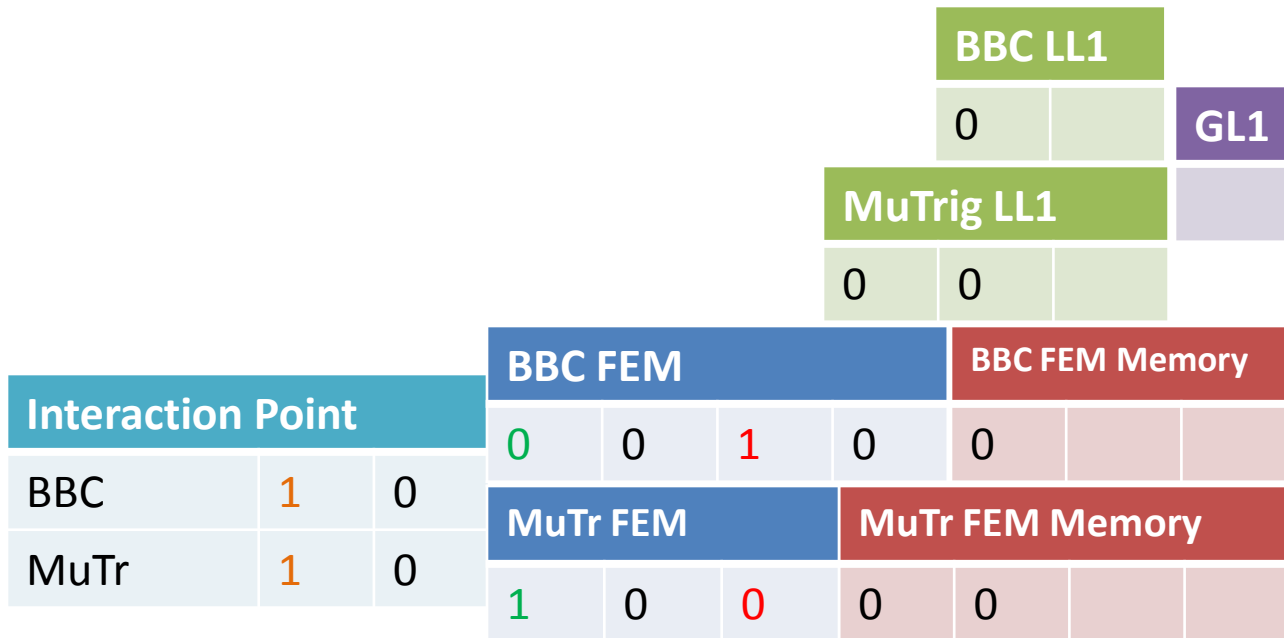 BBC LL1
0
GL1
MuTrig LL1
0 0
BBC FEM
BBC FEM Memory
0 0 1 0 0
Interaction Point
BBC 1 0
MuTr 1 0
MuTr FEM
MuTr FEM Memory
1 0 0 0 0